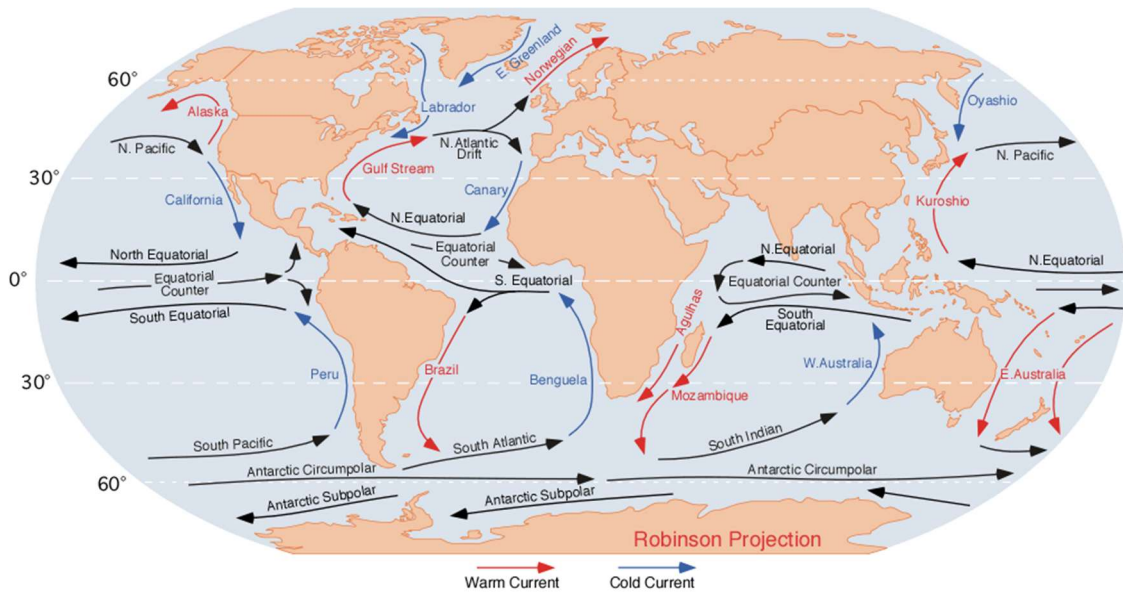 60°
30°
0°
30°
60°
Alaska
N. Pacific
California
North Equatorial
Equatorial
Counter
South Equatorial
Peru
South Pacific
Labrador
E. Greenland
Norwegian
N.Atlantic
Drift
Gulf Stream
Canary
N.Equatorial
Equatorial
Counter
S. Equatorial
Brazil
Benguela
South Atlantic
Antarctic Circumpolar
Antarctic Subpolar
Antarctic Subpolar
Agulhas
Mozambique
N.Equatorial
Equatorial Counter
South
Equatorial
W.Australia
South Indian
Antarctic Circumpolar
Oyashio
N. Pacific
Kuroshio
N.Equatorial
E.Australia
Robinson Projection
Warm Current
Cold Current